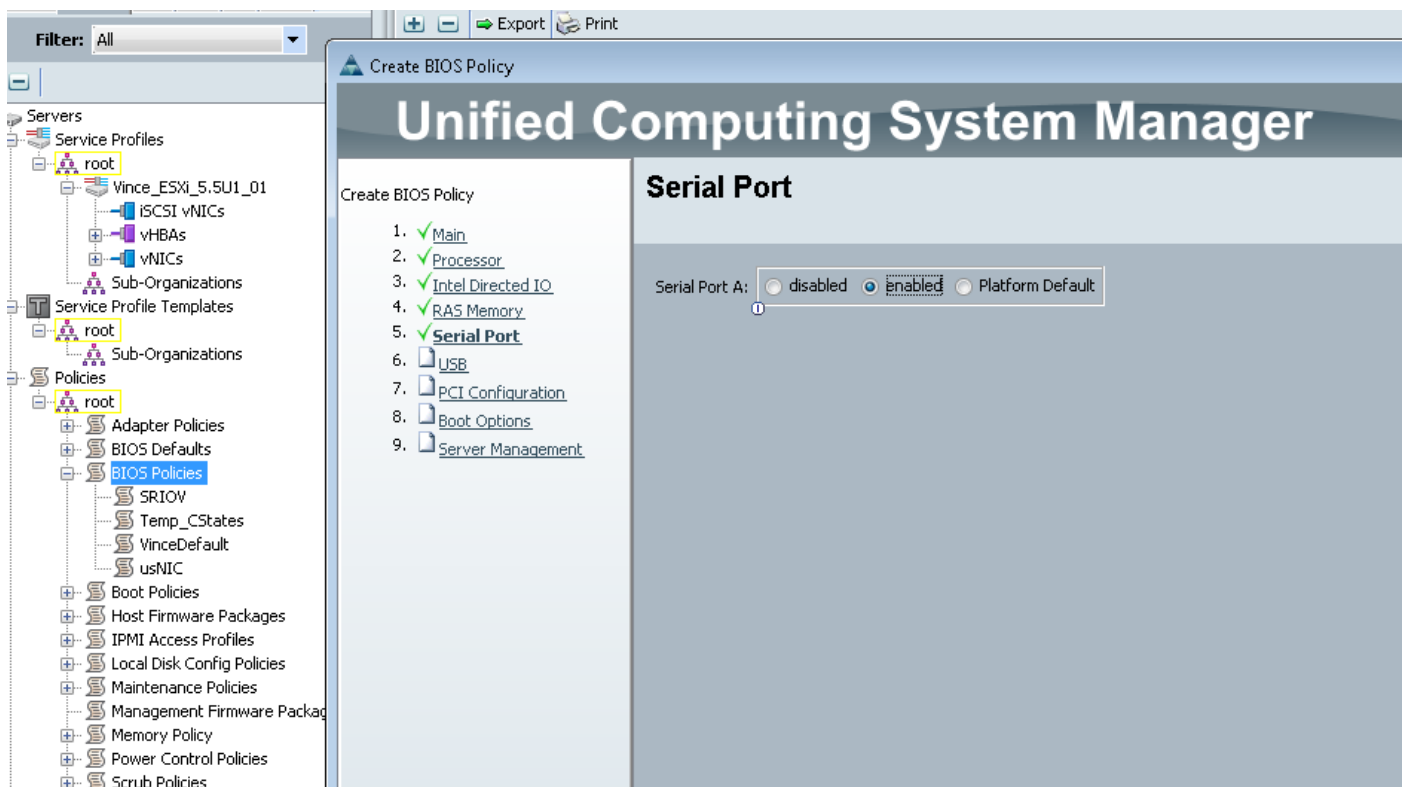 Export Print
Filter: All
Create BIOS Policy
Unified Computing System Manager
Servers
Service Profiles
root
Vince_ESXi_5.5U1_01
iSCSI vNICs
vHBAs
vNICs
Sub-Organizations
Service Profile Templates
root
Sub-Organizations
Policies
root
Adapter Policies
BIOS Defaults
BIOS Policies
SRIOV
Temp_CStates
VinceDefault
usNIC
Boot Policies
Host Firmware Packages
IPMI Access Profiles
Local Disk Config Policies
Maintenance Policies
Management Firmware Packag
Memory Policy
Power Control Policies
Scrub Policies
Create BIOS Policy
1. Main
2. Processor
3. Intel Directed IO
4. RAS Memory
5. Serial Port
6. USB
7. PCI Configuration
8. Boot Options
9. Server Management
Serial Port
Serial Port A: disabled enabled Platform Default